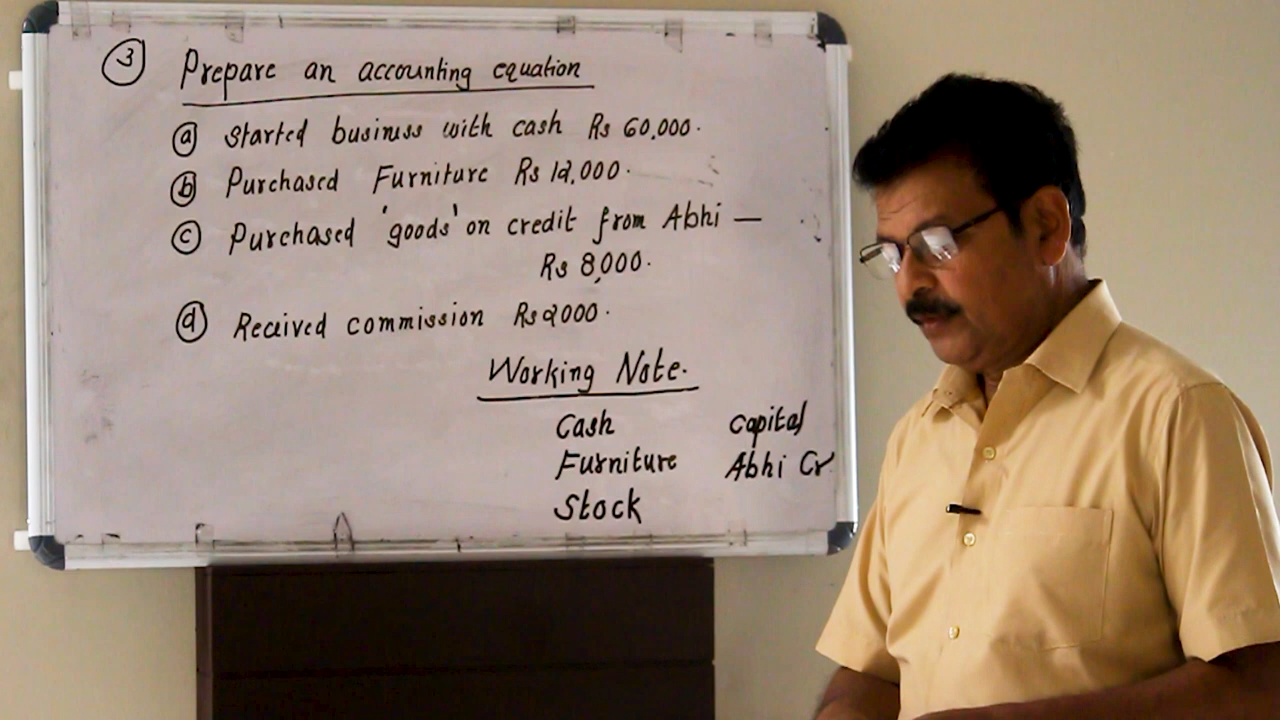 3 Prepare an accounting equation
a Started business with cash Rs 60,000.
b Purchased Furniture Rs 12,000.
c Purchased 'goods' on credit from Abhi —
Rs 8,000.
d Received commission Rs 2000.
Working Note.
Cash Capital
Furniture Abhi Cr
Stock